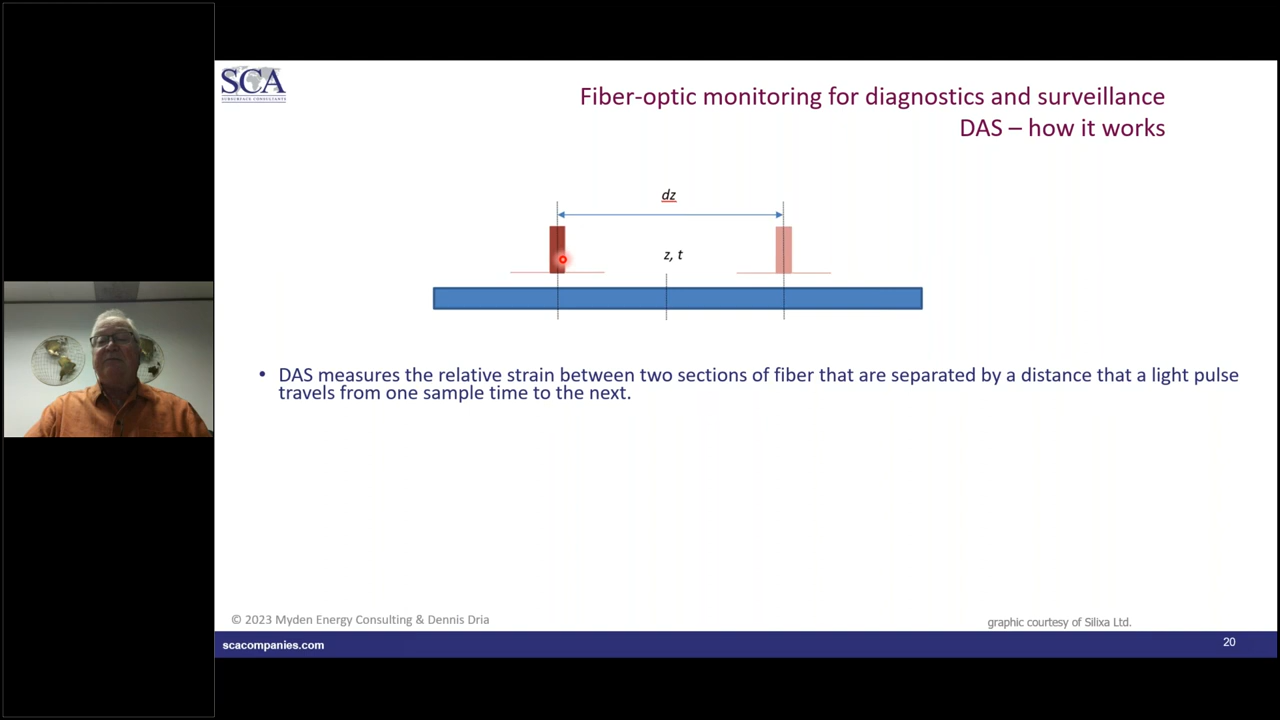 SCA
SUBSURFACE CONSULTANTS
Fiber-optic monitoring for diagnostics and surveillance
DAS – how it works
dz
z, t
• DAS measures the relative strain between two sections of fiber that are separated by a distance that a light pulse
travels from one sample time to the next.
© 2023 Myden Energy Consulting & Dennis Dria
graphic courtesy of Silixa Ltd.
scacompanies.com
20